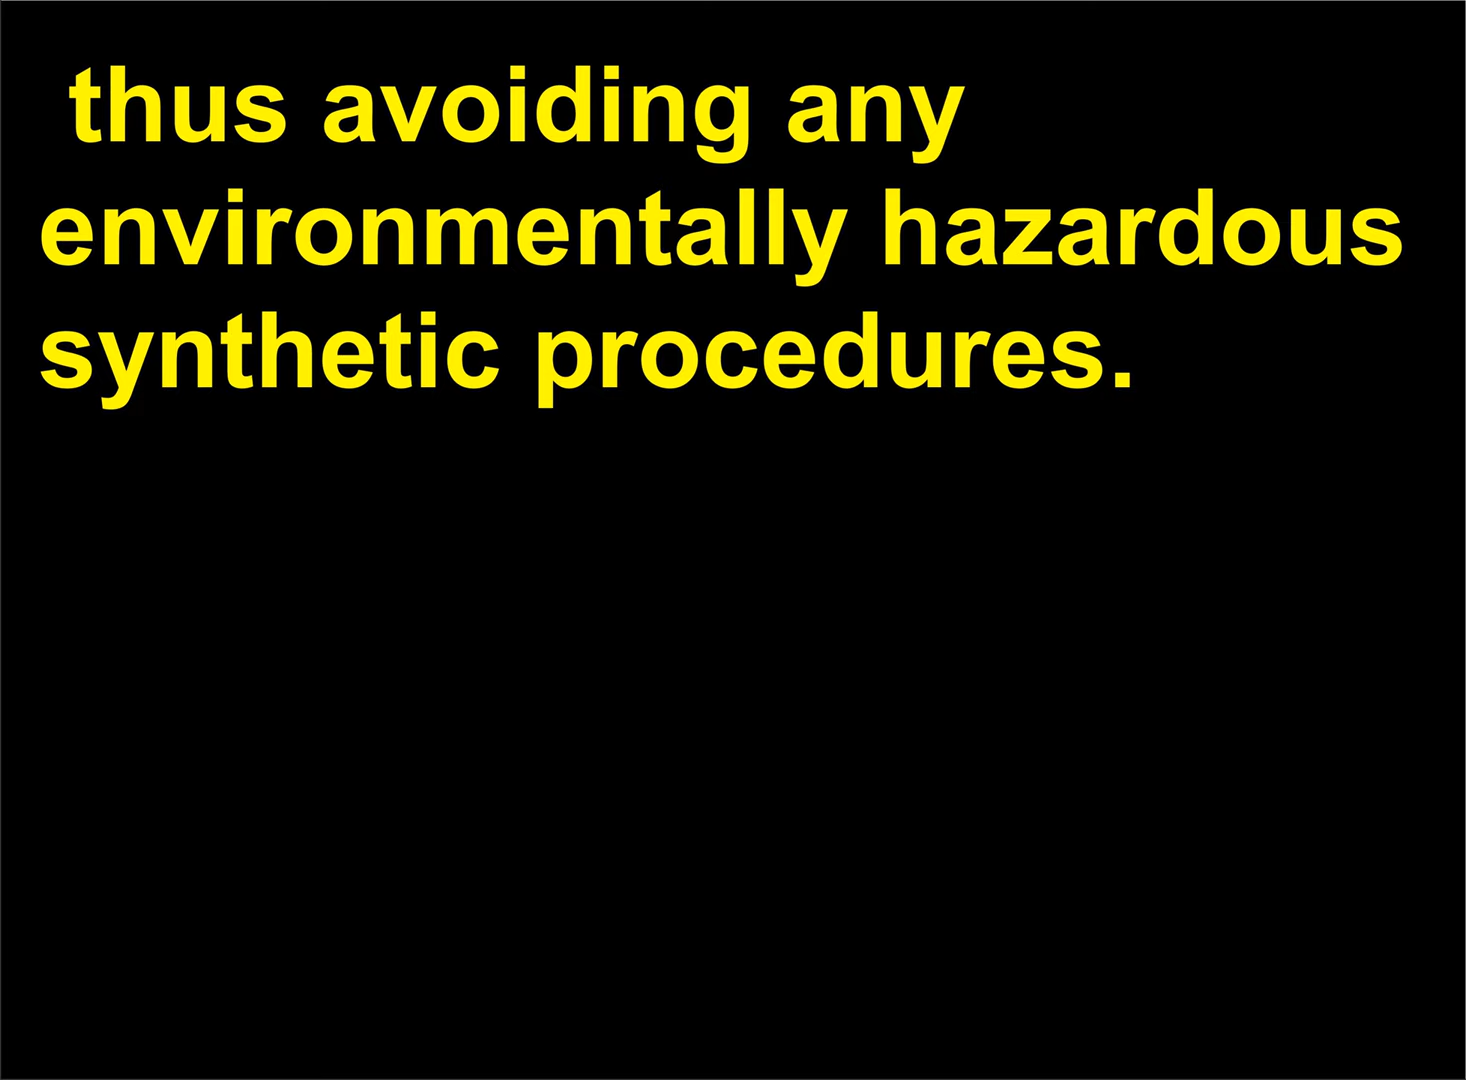 thus avoiding any
environmentally hazardous
synthetic procedures.